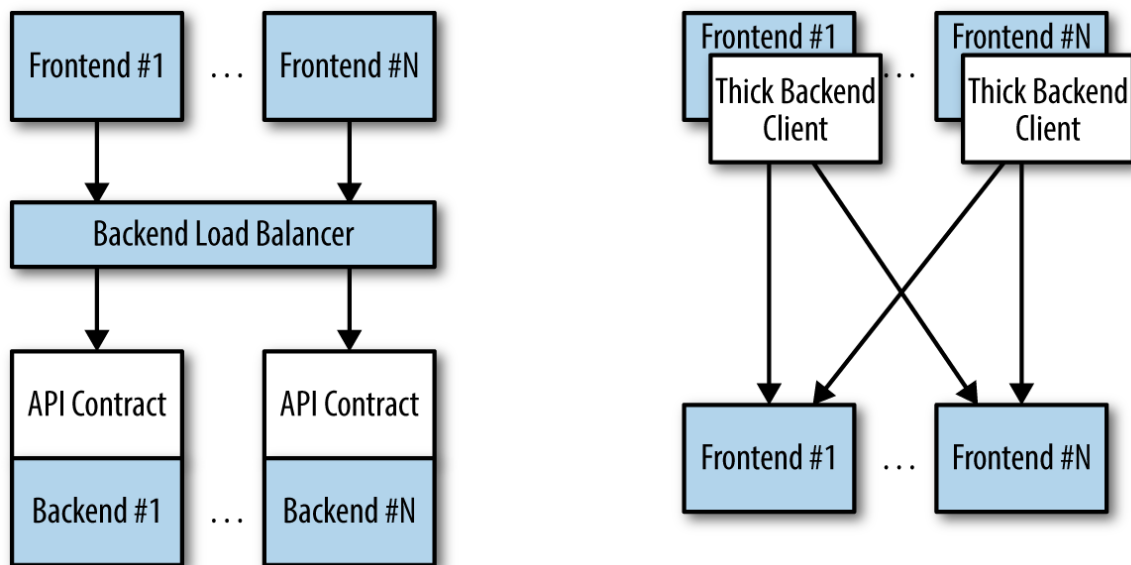 Frontend #1
...
Frontend #N
Backend Load Balancer
API Contract
API Contract
Backend #1
...
Backend #N
Frontend #1
...
Frontend #N
Thick Backend
Client
Thick Backend
Client
Frontend #1
...
Frontend #N